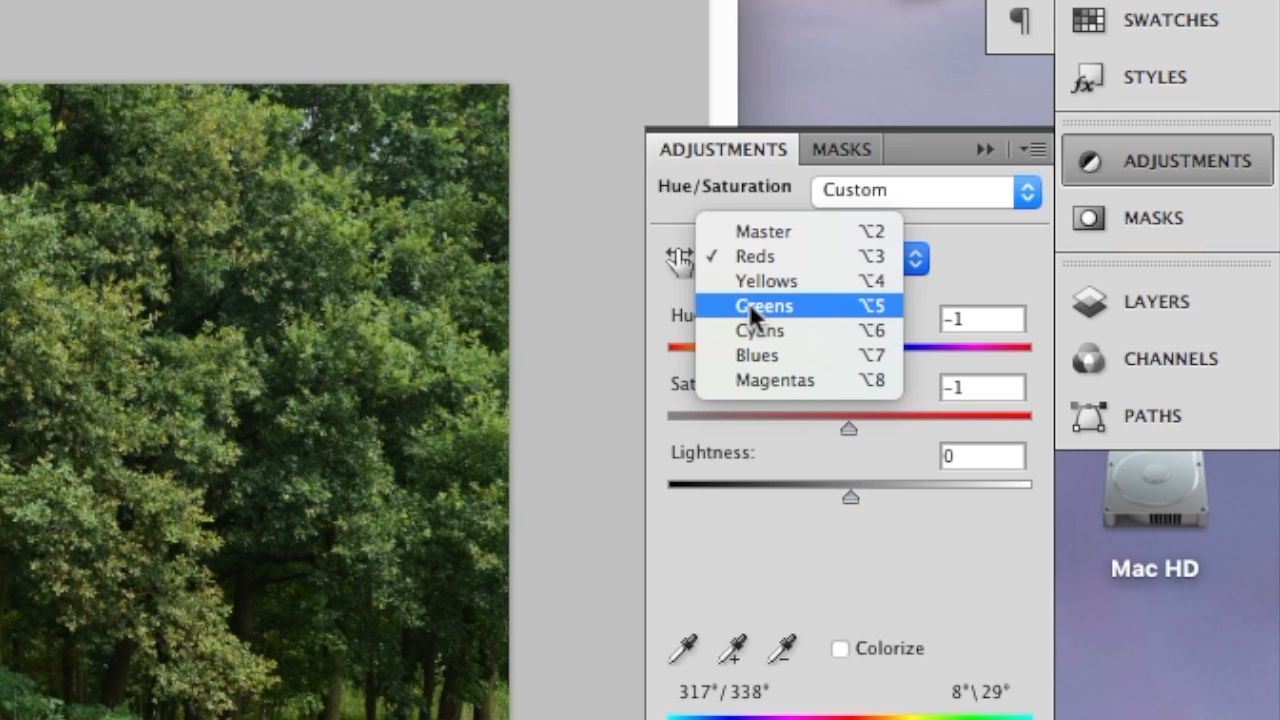 ¶
SWATCHES
STYLES
ADJUSTMENTS
MASKS
LAYERS
CHANNELS
PATHS
ADJUSTMENTS MASKS
Hue/Saturation Custom
Master ⌥2
✓ Reds ⌥3
Yellows ⌥4
Greens ⌥5
Cyans ⌥6
Blues ⌥7
Magentas ⌥8
Hu -1
Sat -1
Lightness: 0
Colorize
317°/338° 8°\29°
Mac HD